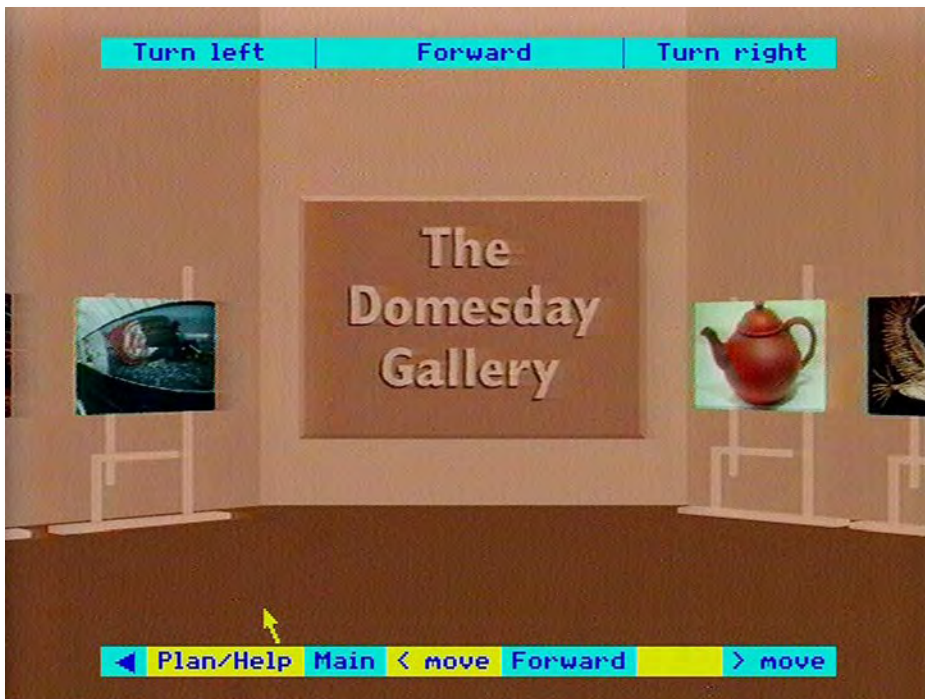 Turn left Forward Turn right
The
Domesday
Gallery
◄ Plan/Help Main < move Forward > move